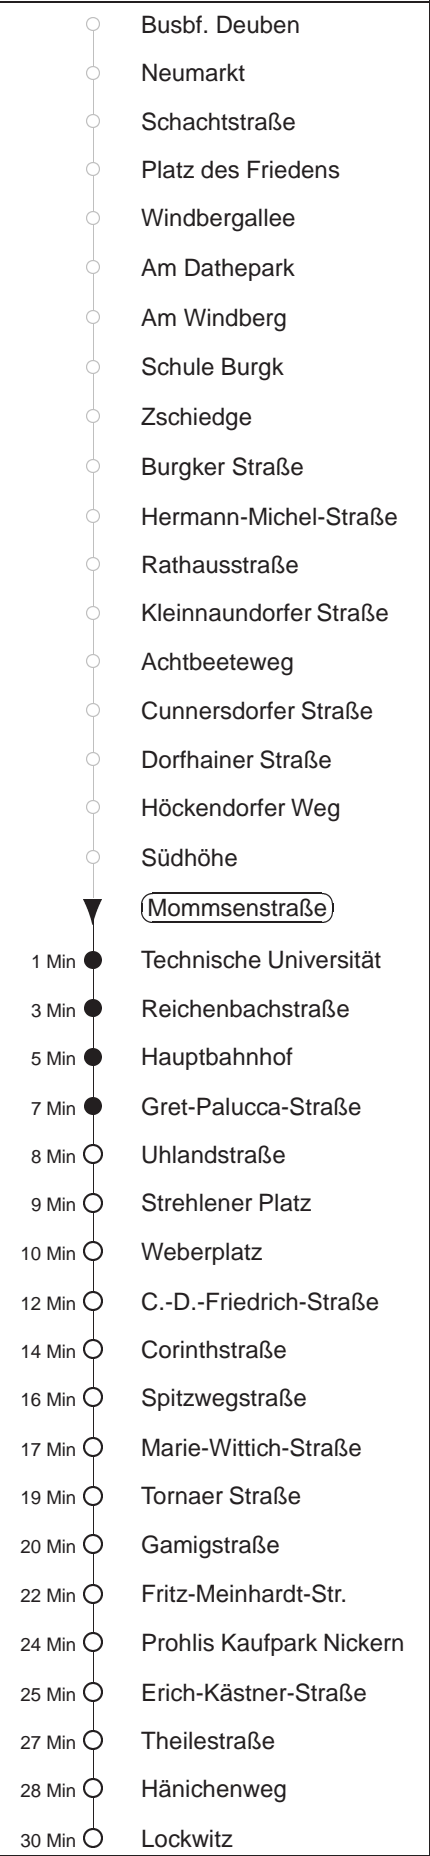 Busbf. Deuben
Neumarkt
Schachtstraße
Platz des Friedens
Windbergallee
Am Dathepark
Am Windberg
Schule Burgk
Zschiedge
Burgker Straße
Hermann-Michel-Straße
Rathausstraße
Kleinnaundorfer Straße
Achtbeeteweg
Cunnersdorfer Straße
Dorfhainer Straße
Höckendorfer Weg
Südhöhe
Mommsenstraße
1 Min Technische Universität
3 Min Reichenbachstraße
5 Min Hauptbahnhof
7 Min Gret-Palucca-Straße
8 Min Uhlandstraße
9 Min Strehlener Platz
10 Min Weberplatz
12 Min C.-D.-Friedrich-Straße
14 Min Corinthstraße
16 Min Spitzwegstraße
17 Min Marie-Wittich-Straße
19 Min Tornaer Straße
20 Min Gamigstraße
22 Min Fritz-Meinhardt-Str.
24 Min Prohlis Kaufpark Nickern
25 Min Erich-Kästner-Straße
27 Min Theilestraße
28 Min Hänichenweg
30 Min Lockwitz